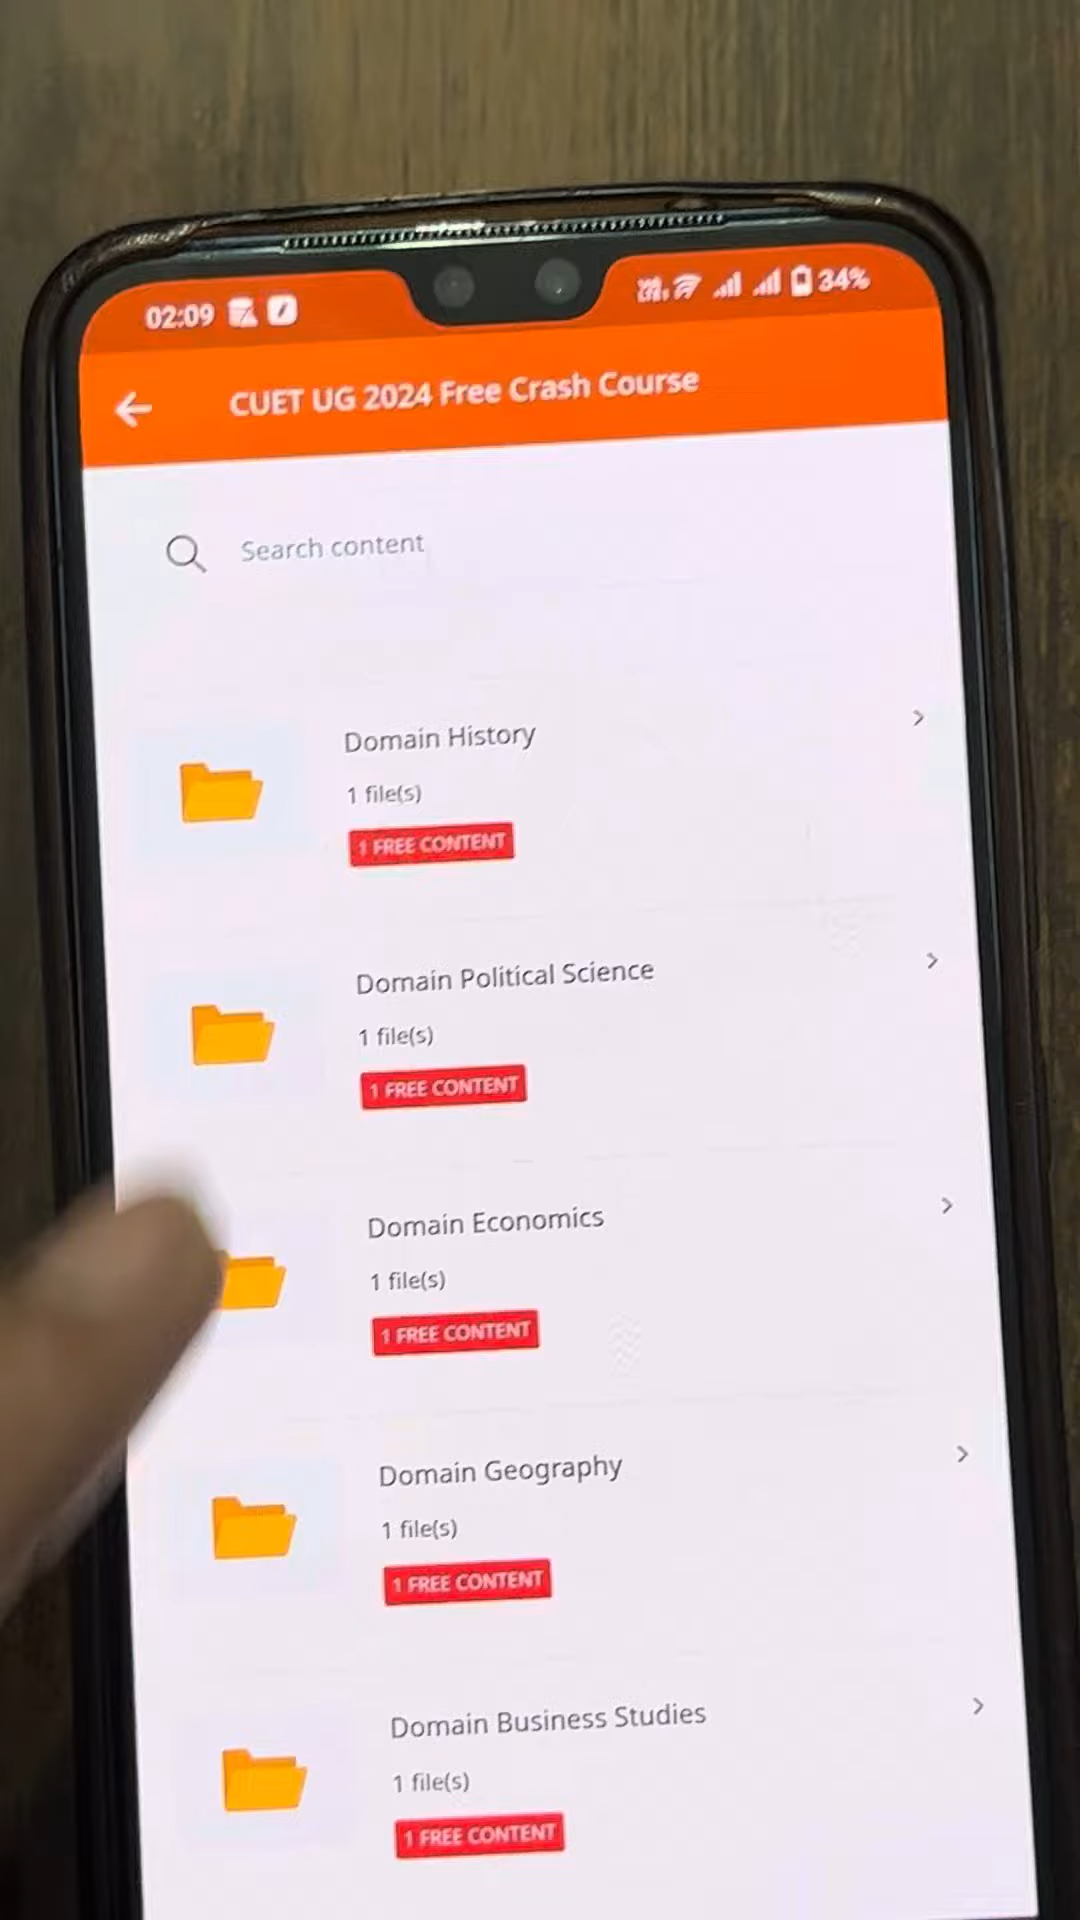 02:09
34%
CUET UG 2024 Free Crash Course
Search content
Domain History
1 file(s)
1 FREE CONTENT
Domain Political Science
1 file(s)
1 FREE CONTENT
Domain Economics
1 file(s)
1 FREE CONTENT
Domain Geography
1 file(s)
1 FREE CONTENT
Domain Business Studies
1 file(s)
1 FREE CONTENT